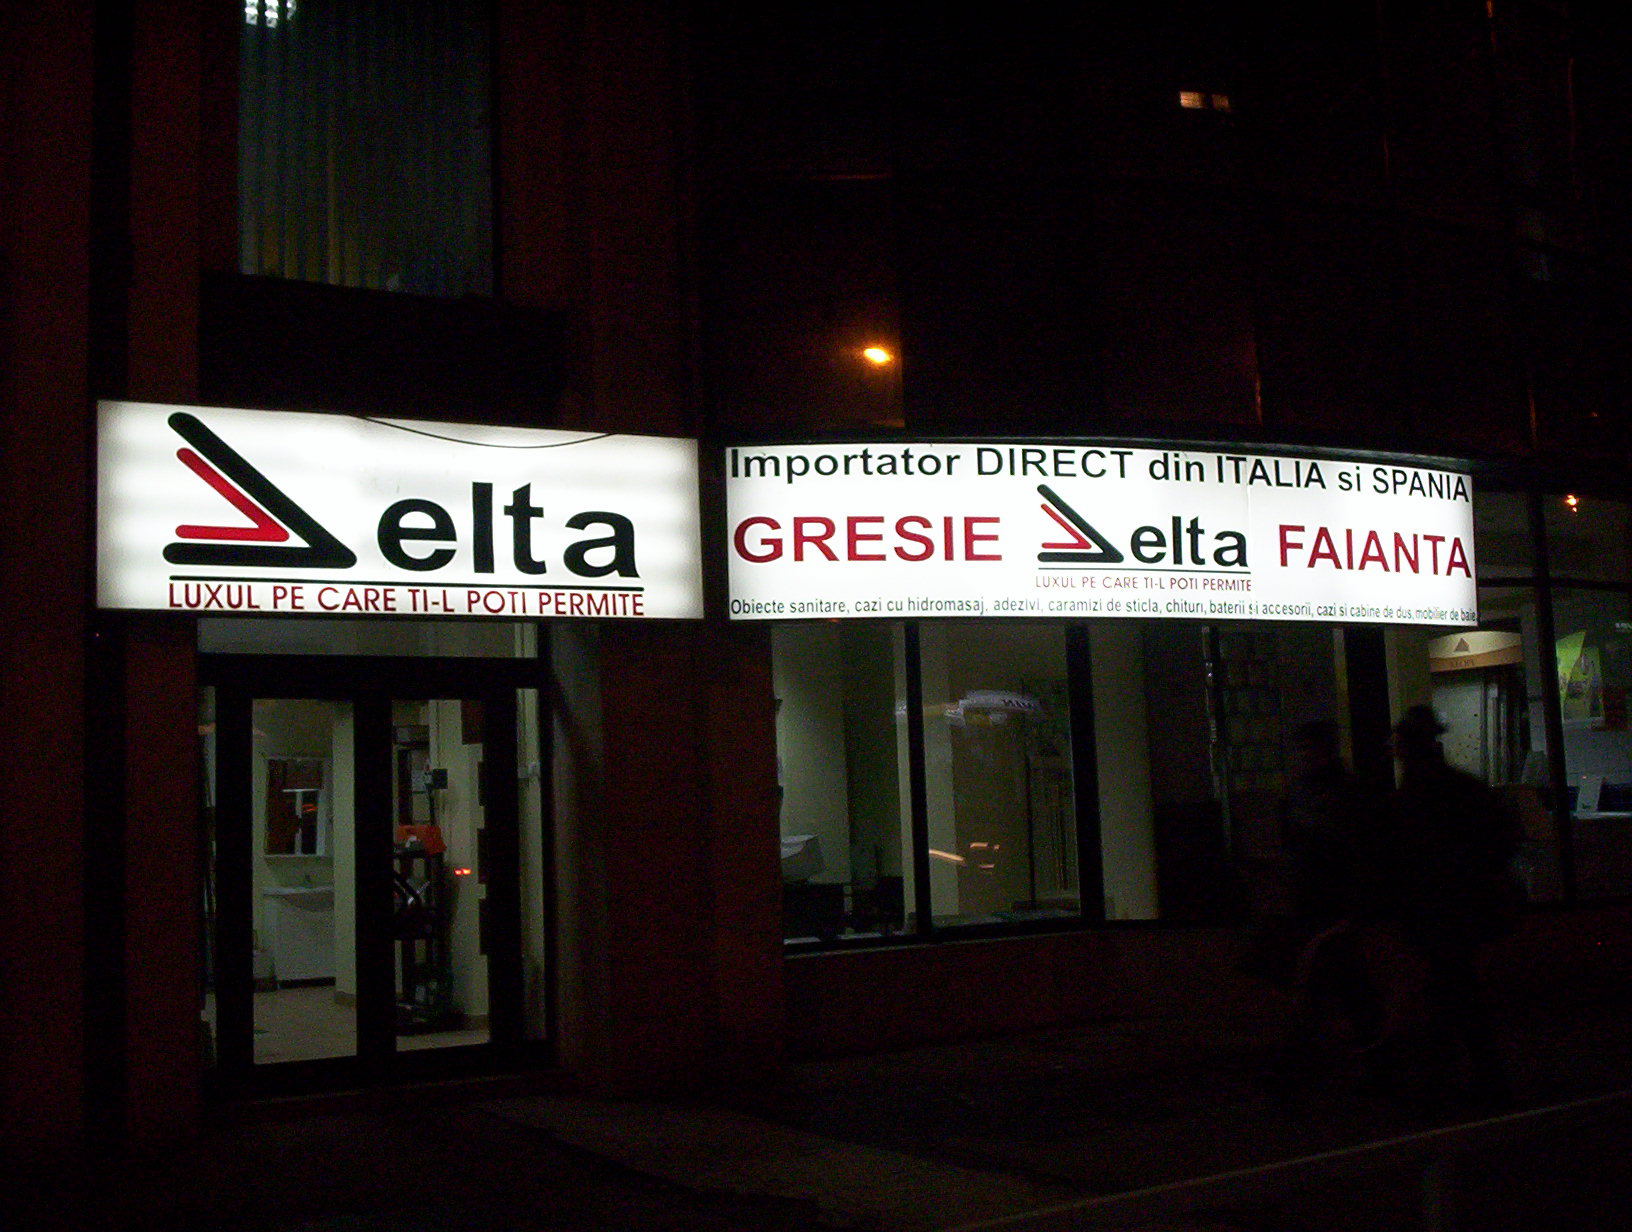 Delta
LUXUL PE CARE TI-L POTI PERMITE
Importator DIRECT din ITALIA si SPANIA
GRESIE Delta FAIANTA
LUXUL PE CARE TI-L POTI PERMITE
Obiecte sanitare, cazi cu hidromasaj, adezivi, caramizi de sticla, chituri, baterii si accesorii, cazi si cabine de dus, mobilier de baie